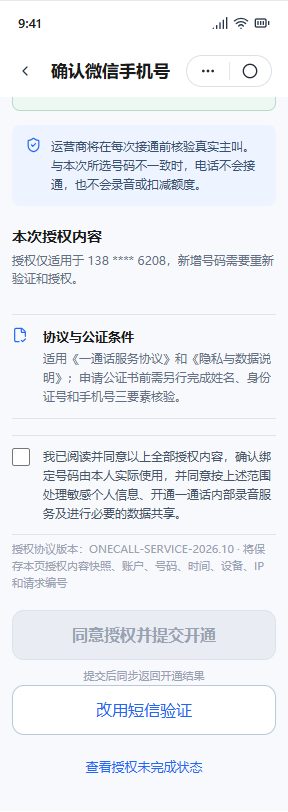 9:41
确认微信手机号
运营商将在每次接通前核验真实主叫。
与本次所选号码不一致时，电话不会接
通，也不会录音或扣减额度。
本次授权内容
授权仅适用于 138 **** 6208，新增号码需要重新
验证和授权。
协议与公证条件
适用《一通话服务协议》和《隐私与数据说
明》；申请公证书前需另行完成姓名、身份
证号和手机号三要素核验。
我已阅读并同意以上全部授权内容，确认绑
定号码由本人实际使用，并同意按上述范围
处理敏感个人信息、开通一通话内部录音服
务及进行必要的数据共享。
授权协议版本：ONECALL-SERVICE-2026.10 · 将保
存本页授权内容快照、账户、号码、时间、设备、IP
和请求编号
同意授权并提交开通
提交后同步返回开通结果
改用短信验证
查看授权未完成状态